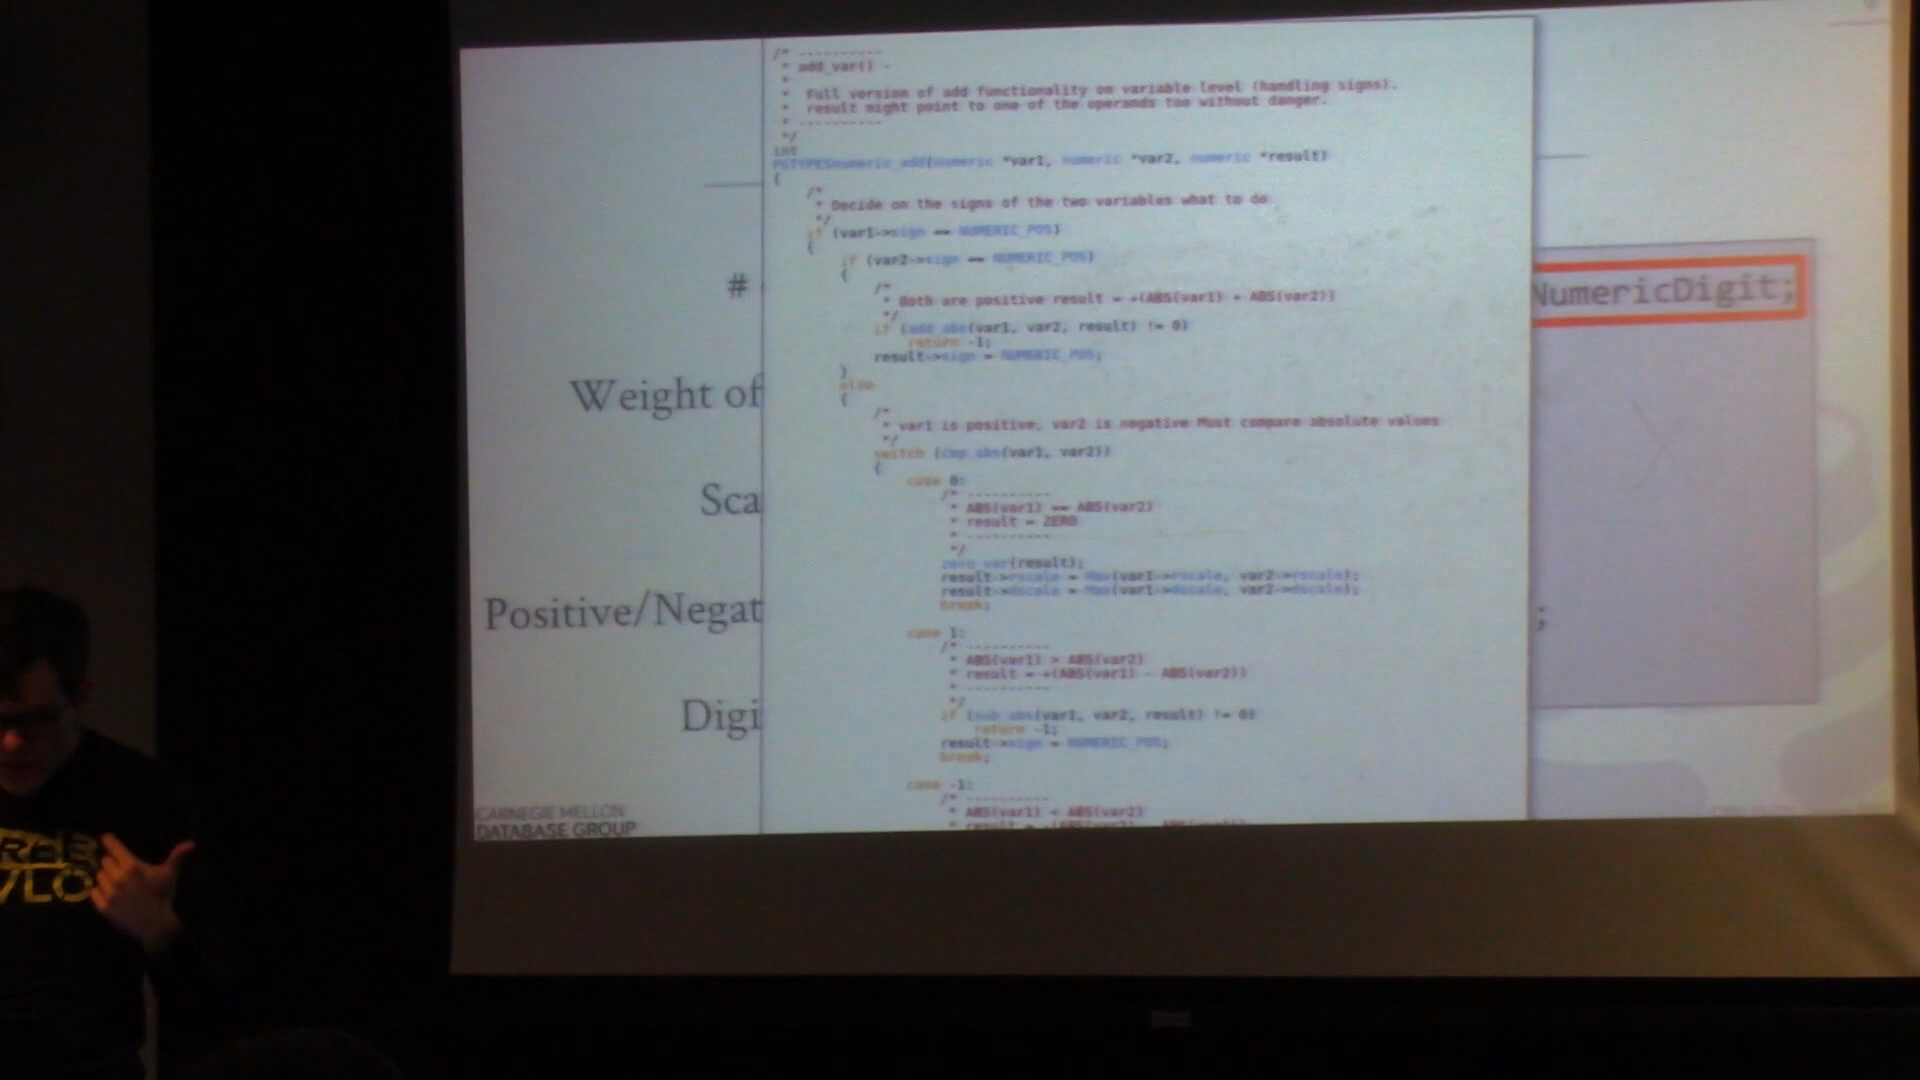 /* ----------
 * add_var() -
 *
 *	Full version of add functionality on variable level (handling signs).
 *	result might point to one of the operands too without danger.
 * ----------
 */
int
PGTYPESnumeric_add(numeric *var1, numeric *var2, numeric *result)
{
	/*
	 * Decide on the signs of the two variables what to do
	 */
	if (var1->sign == NUMERIC_POS)
	{
		if (var2->sign == NUMERIC_POS)
		{
			/*
			 * Both are positive result = +(ABS(var1) + ABS(var2))
			 */
			if (add_abs(var1, var2, result) != 0)
				return -1;
			result->sign = NUMERIC_POS;
		}
		else
		{
			/*
			 * var1 is positive, var2 is negative Must compare absolute values
			 */
			switch (cmp_abs(var1, var2))
			{
				case 0:
					/* ----------
					 * ABS(var1) == ABS(var2)
					 * result = ZERO
					 * ----------
					 */
					zero_var(result);
					result->rscale = Max(var1->rscale, var2->rscale);
					result->dscale = Max(var1->dscale, var2->dscale);
					break;
				case 1:
					/* ----------
					 * ABS(var1) > ABS(var2)
					 * result = +(ABS(var1) - ABS(var2))
					 * ----------
					 */
					if (sub_abs(var1, var2, result) != 0)
						return -1;
					result->sign = NUMERIC_POS;
					break;
				case -1:
					/* ----------
					 * ABS(var1) < ABS(var2)
					 * result = -(ABS(var2) - ABS(var1))
#
Weight of
Sca
Positive/Negat
Digi
NumericDigit;
;
CARNEGIE MELLON
DATABASE GROUP
REE
VLO